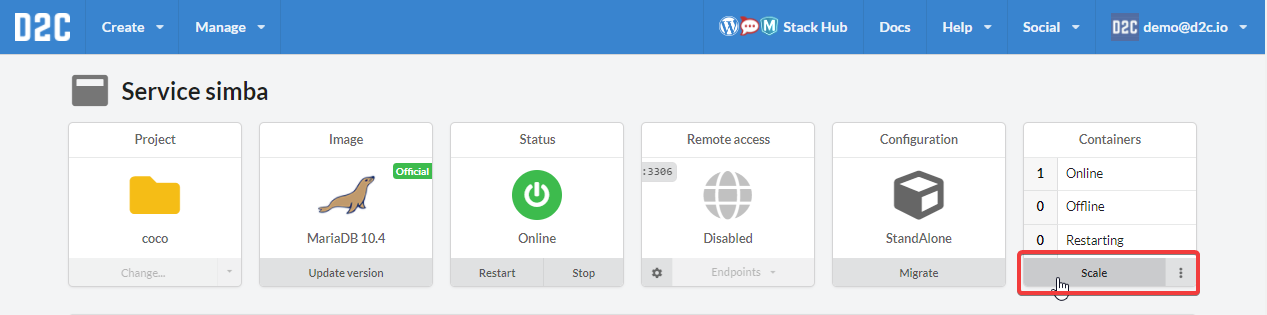 D2C Create Manage Stack Hub Docs Help Social D2C demo@d2c.io
Service simba
Project
coco
Change...
Image
Official
MariaDB 10.4
Update version
Status
Online
Restart Stop
Remote access
:3306
Disabled
Endpoints
Configuration
StandAlone
Migrate
Containers
1 Online
0 Offline
0 Restarting
Scale